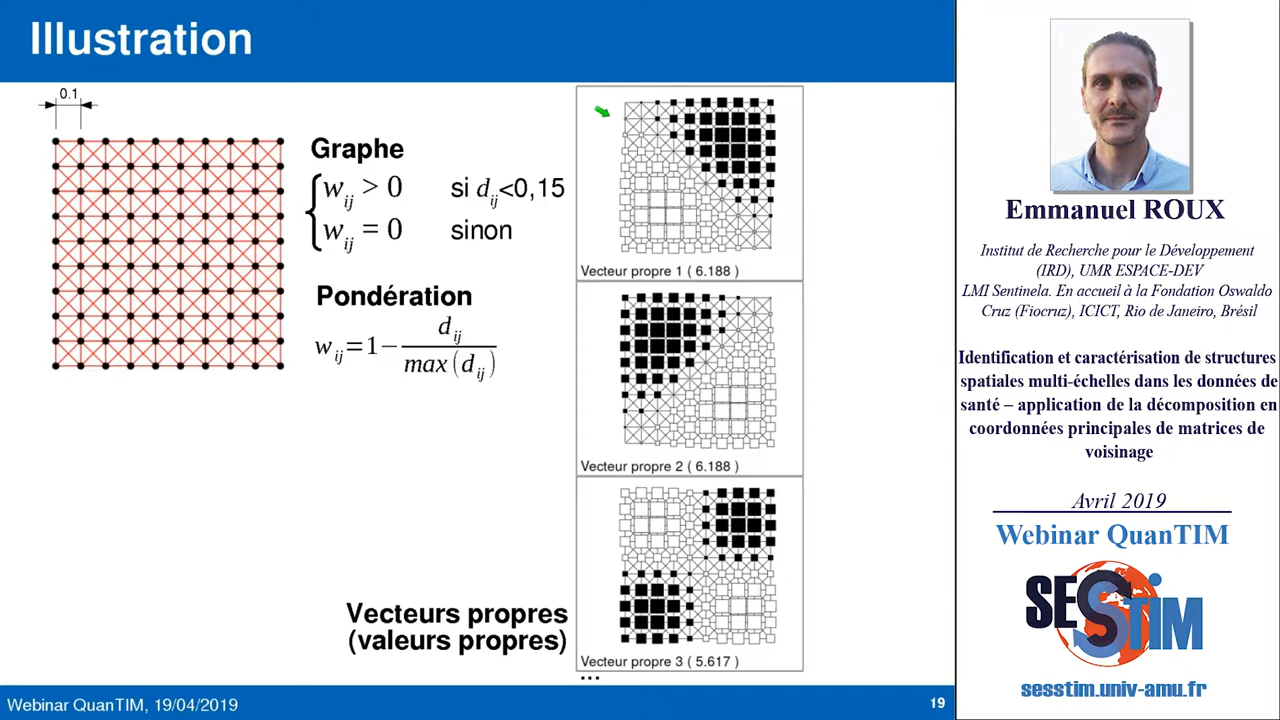 Illustration
0.1
Graphe
w_ij > 0 si d_ij<0,15
w_ij = 0 sinon
Pondération
w_ij=1− d_ij / max(d_ij)
Vecteur propre 1 ( 6.188 )
Vecteur propre 2 ( 6.188 )
Vecteurs propres
(valeurs propres)
Vecteur propre 3 ( 5.617 )
...
Webinar QuanTIM, 19/04/2019
19
Emmanuel ROUX
Institut de Recherche pour le Développement
(IRD), UMR ESPACE-DEV
LMI Sentinela. En accueil à la Fondation Oswaldo
Cruz (Fiocruz), ICICT, Rio de Janeiro, Brésil
Identification et caractérisation de structures
spatiales multi-échelles dans les données de
santé – application de la décomposition en
coordonnées principales de matrices de
voisinage
Avril 2019
Webinar QuanTIM
SESSTIM
sesstim.univ-amu.fr